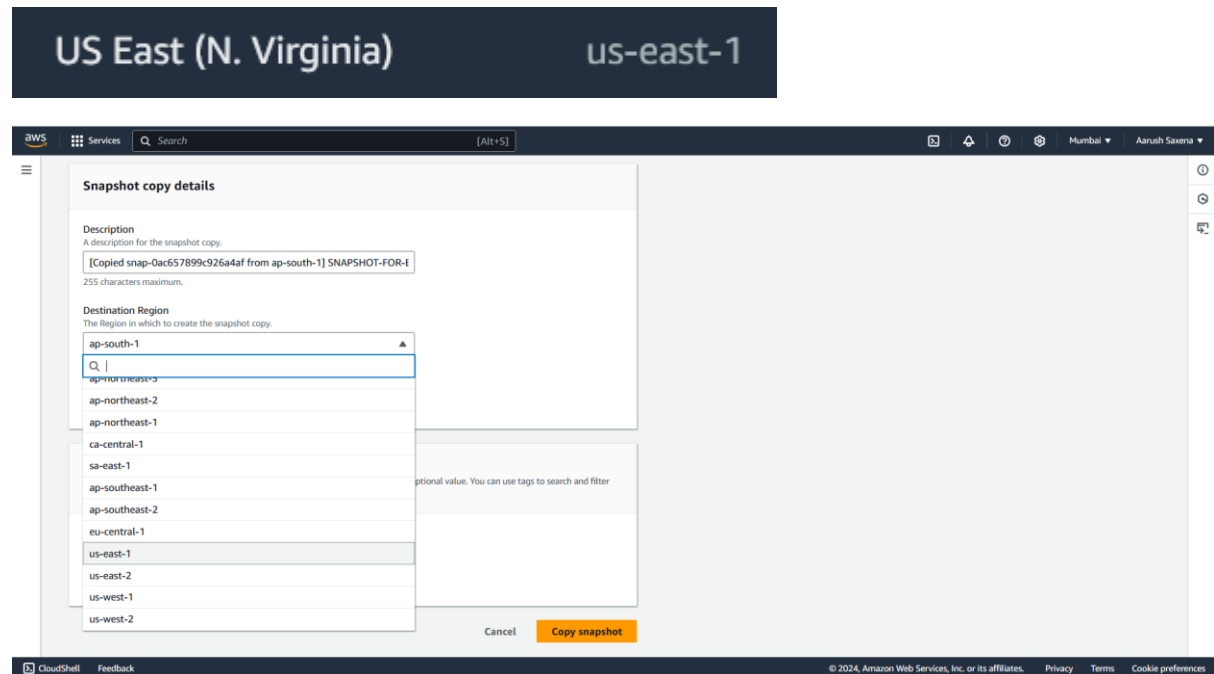 US East (N. Virginia) us-east-1
aws Services Search [Alt+S] Mumbai Aarush Saxena
Snapshot copy details
Description
A description for the snapshot copy.
[Copied snap-0ac657899c926a4af from ap-south-1] SNAPSHOT-FOR-E
255 characters maximum.
Destination Region
The Region in which to create the snapshot copy.
ap-south-1
ap-northeast-3
ap-northeast-2
ap-northeast-1
ca-central-1
sa-east-1
ptional value. You can use tags to search and filter
ap-southeast-1
ap-southeast-2
eu-central-1
us-east-1
us-east-2
us-west-1
us-west-2
Cancel Copy snapshot
CloudShell Feedback © 2024, Amazon Web Services, Inc. or its affiliates. Privacy Terms Cookie preferences